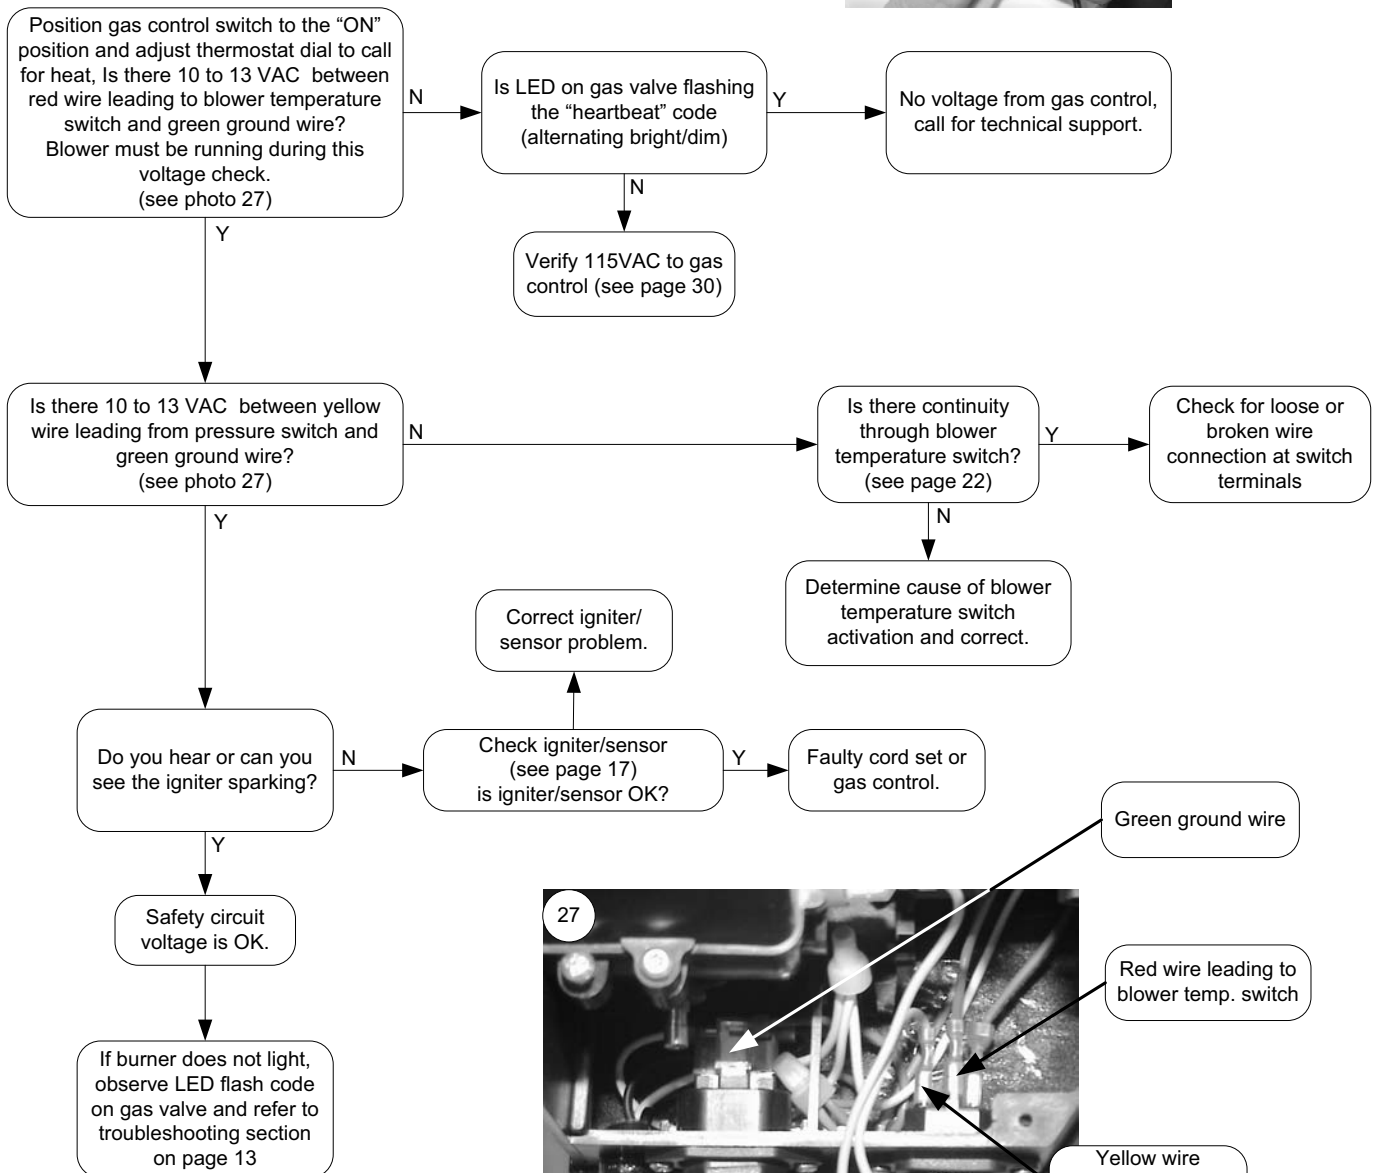 Position gas control switch to the “ON”
position and adjust thermostat dial to call
for heat, Is there 10 to 13 VAC  between
red wire leading to blower temperature
switch and green ground wire?
Blower must be running during this
voltage check.
(see photo 27)
N
Is LED on gas valve flashing
the “heartbeat” code
(alternating bright/dim)
Y
No voltage from gas control,
call for technical support.
N
Verify 115VAC to gas
control (see page 30)
Y
Is there 10 to 13 VAC  between yellow
wire leading from pressure switch and
green ground wire?
(see photo 27)
N
Is there continuity
through blower
temperature switch?
(see page 22)
Y
Check for loose or
broken wire
connection at switch
terminals
N
Determine cause of blower
temperature switch
activation and correct.
Y
Correct igniter/
sensor problem.
Do you hear or can you
see the igniter sparking?
N
Check igniter/sensor
(see page 17)
is igniter/sensor OK?
Y
Faulty cord set or
gas control.
Y
Safety circuit
voltage is OK.
If burner does not light,
observe LED flash code
on gas valve and refer to
troubleshooting section
on page 13
27
Green ground wire
Red wire leading to
blower temp. switch
Yellow wire